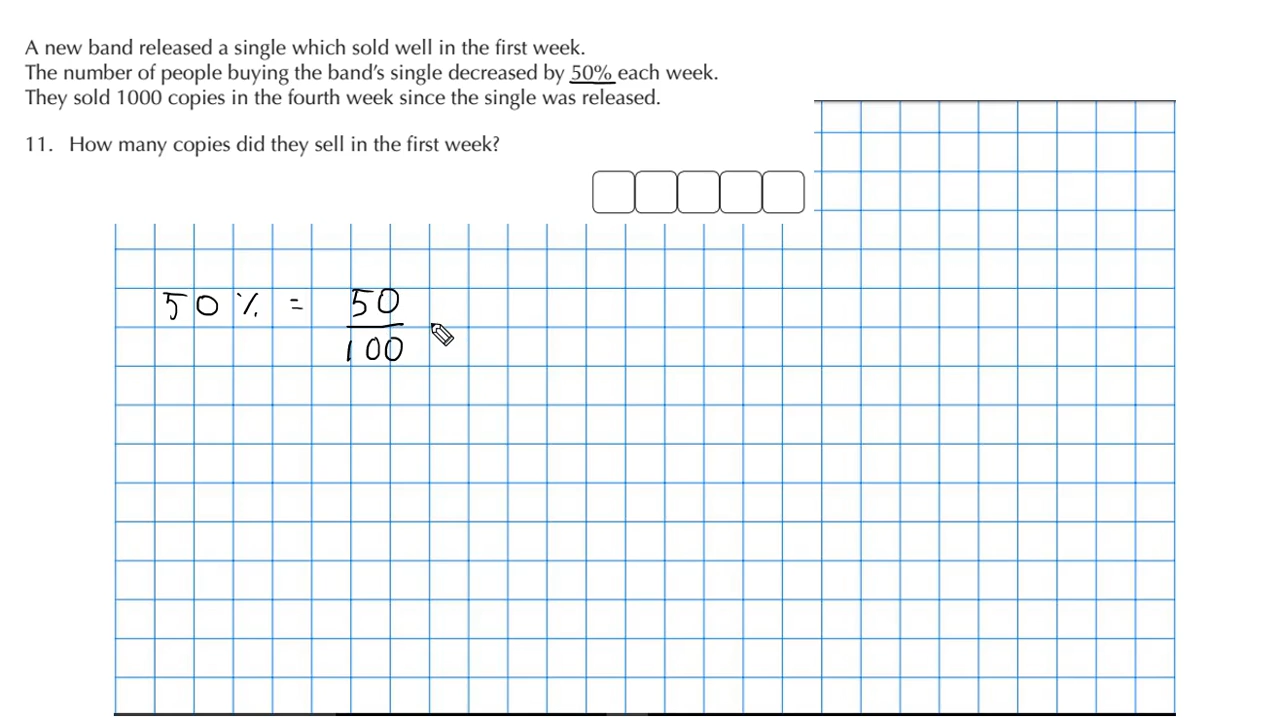 A new band released a single which sold well in the first week.
The number of people buying the band's single decreased by 50% each week.
They sold 1000 copies in the fourth week since the single was released.
11. How many copies did they sell in the first week?
50% = 50
100